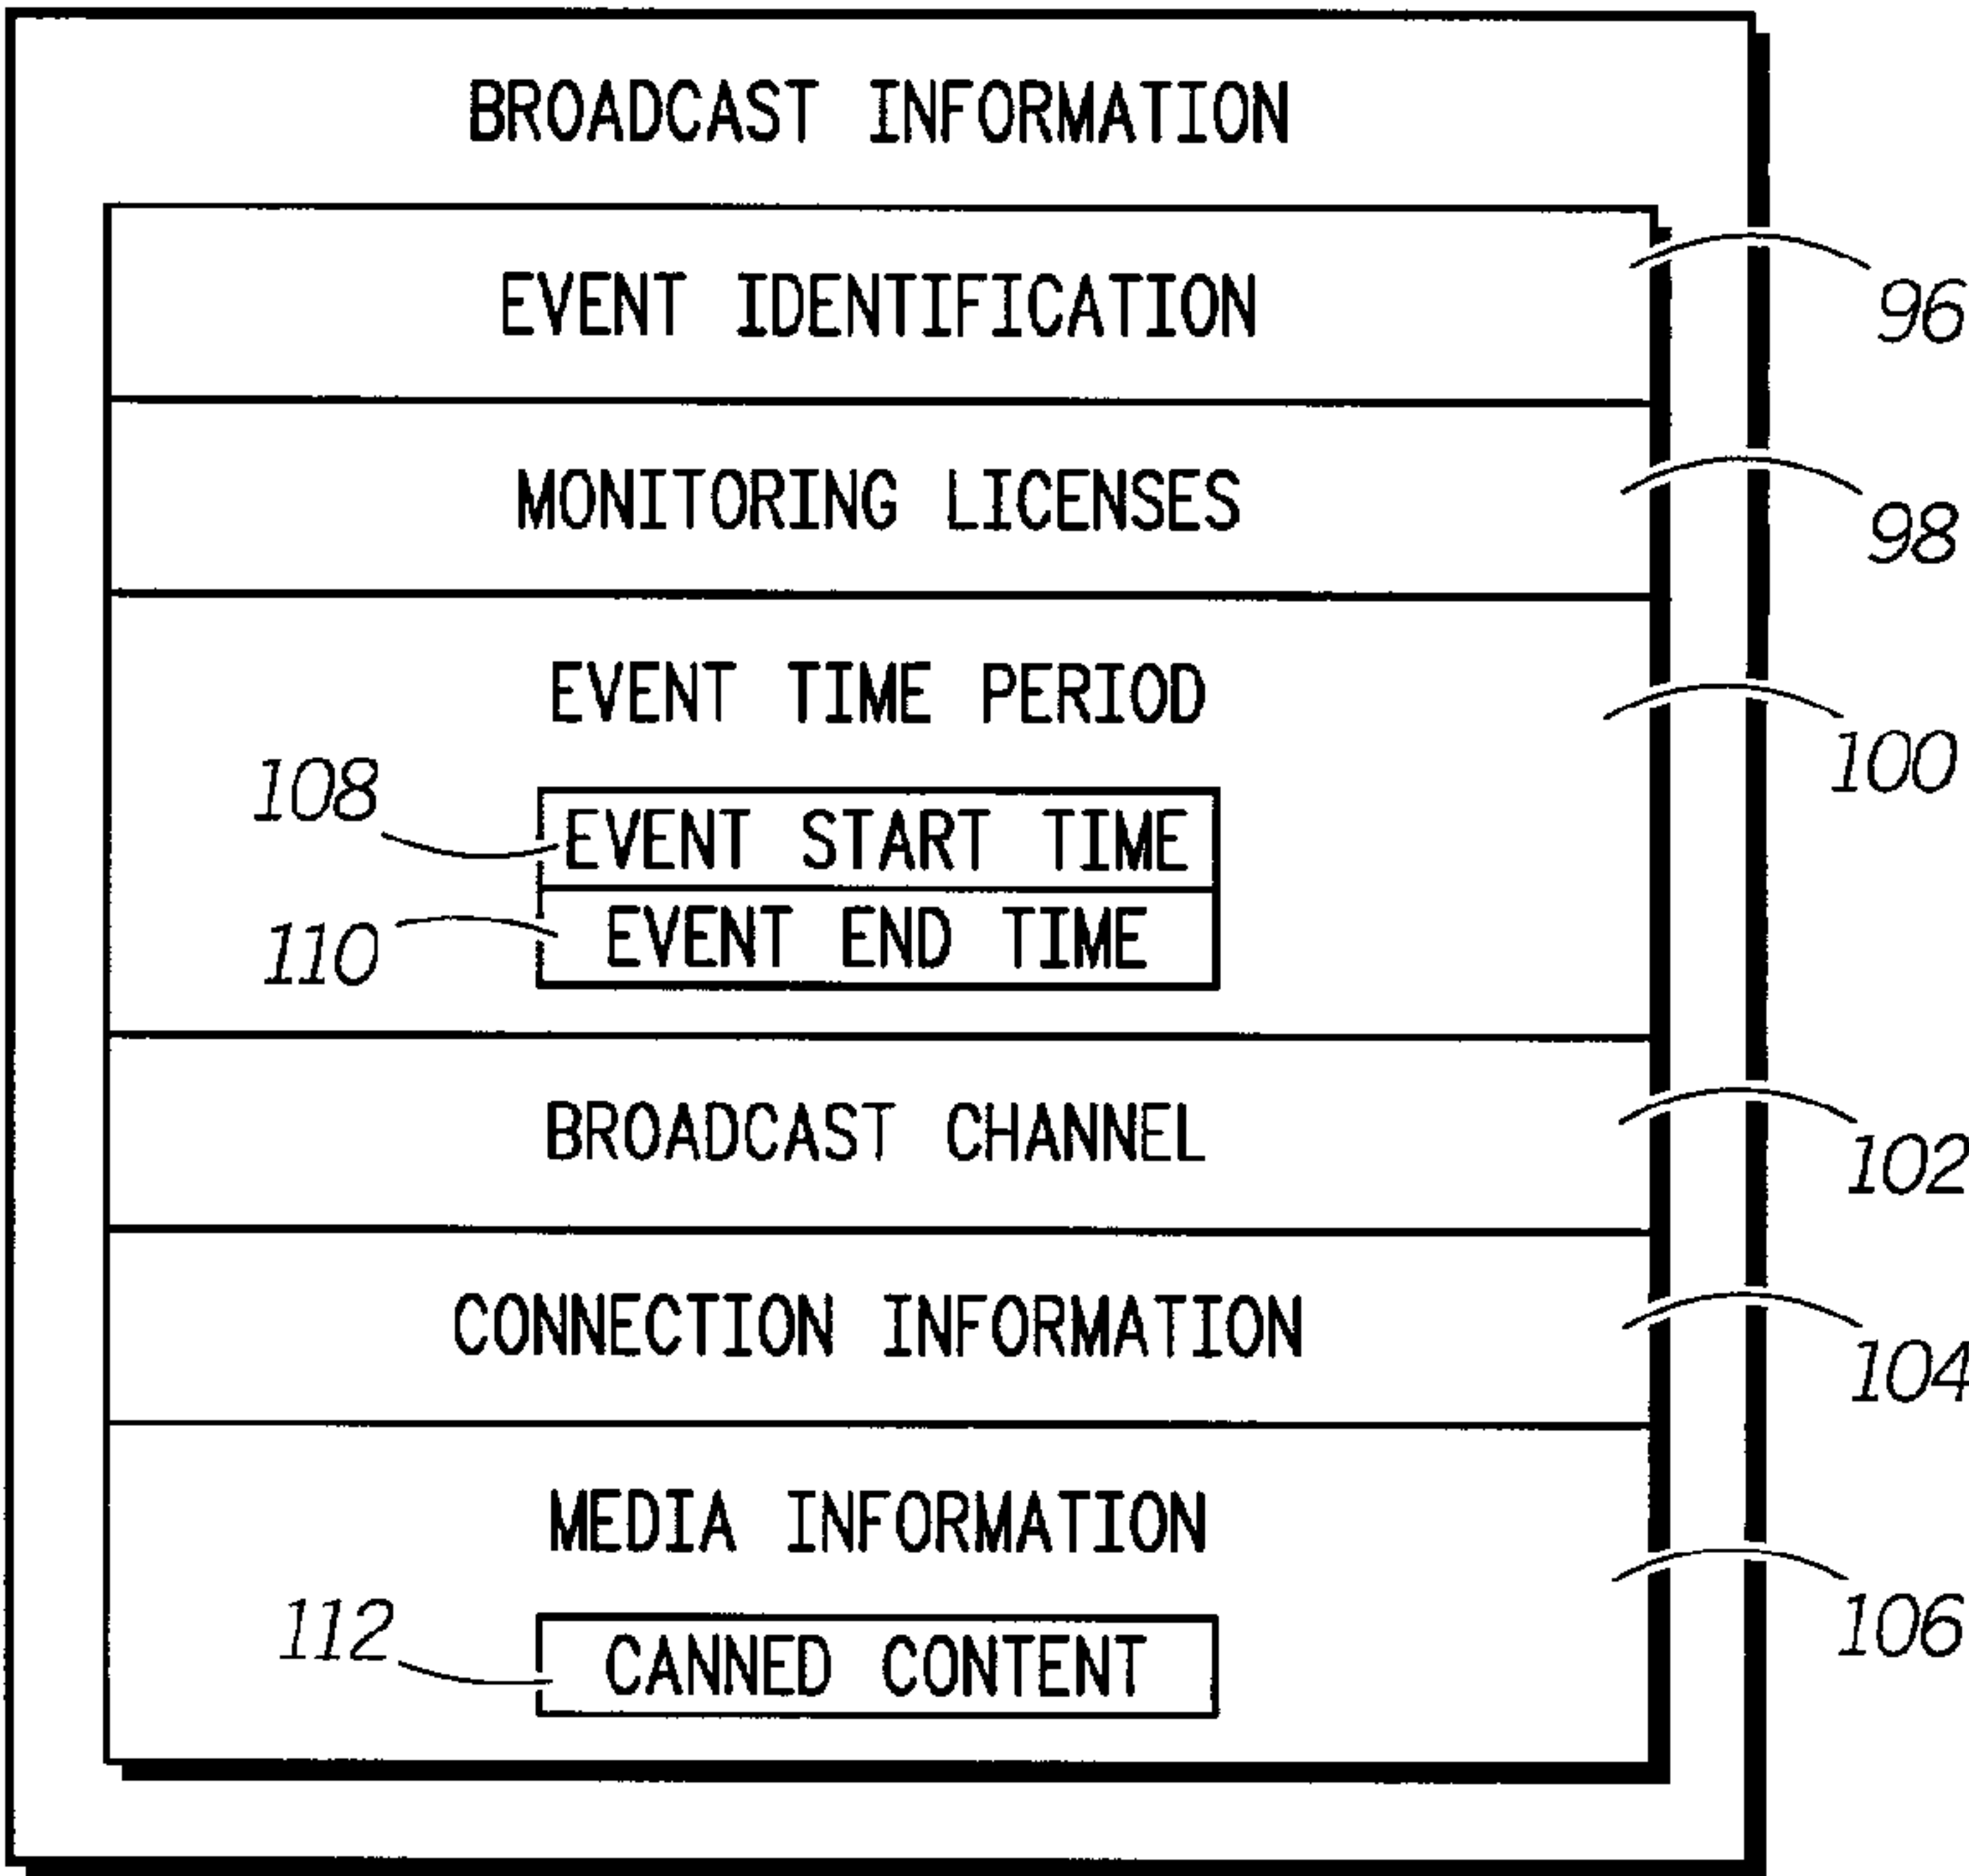 BROADCAST INFORMATION
EVENT IDENTIFICATION
96
MONITORING LICENSES
98
EVENT TIME PERIOD
100
108
EVENT START TIME
110
EVENT END TIME
BROADCAST CHANNEL
102
CONNECTION INFORMATION
104
MEDIA INFORMATION
106
112
CANNED CONTENT